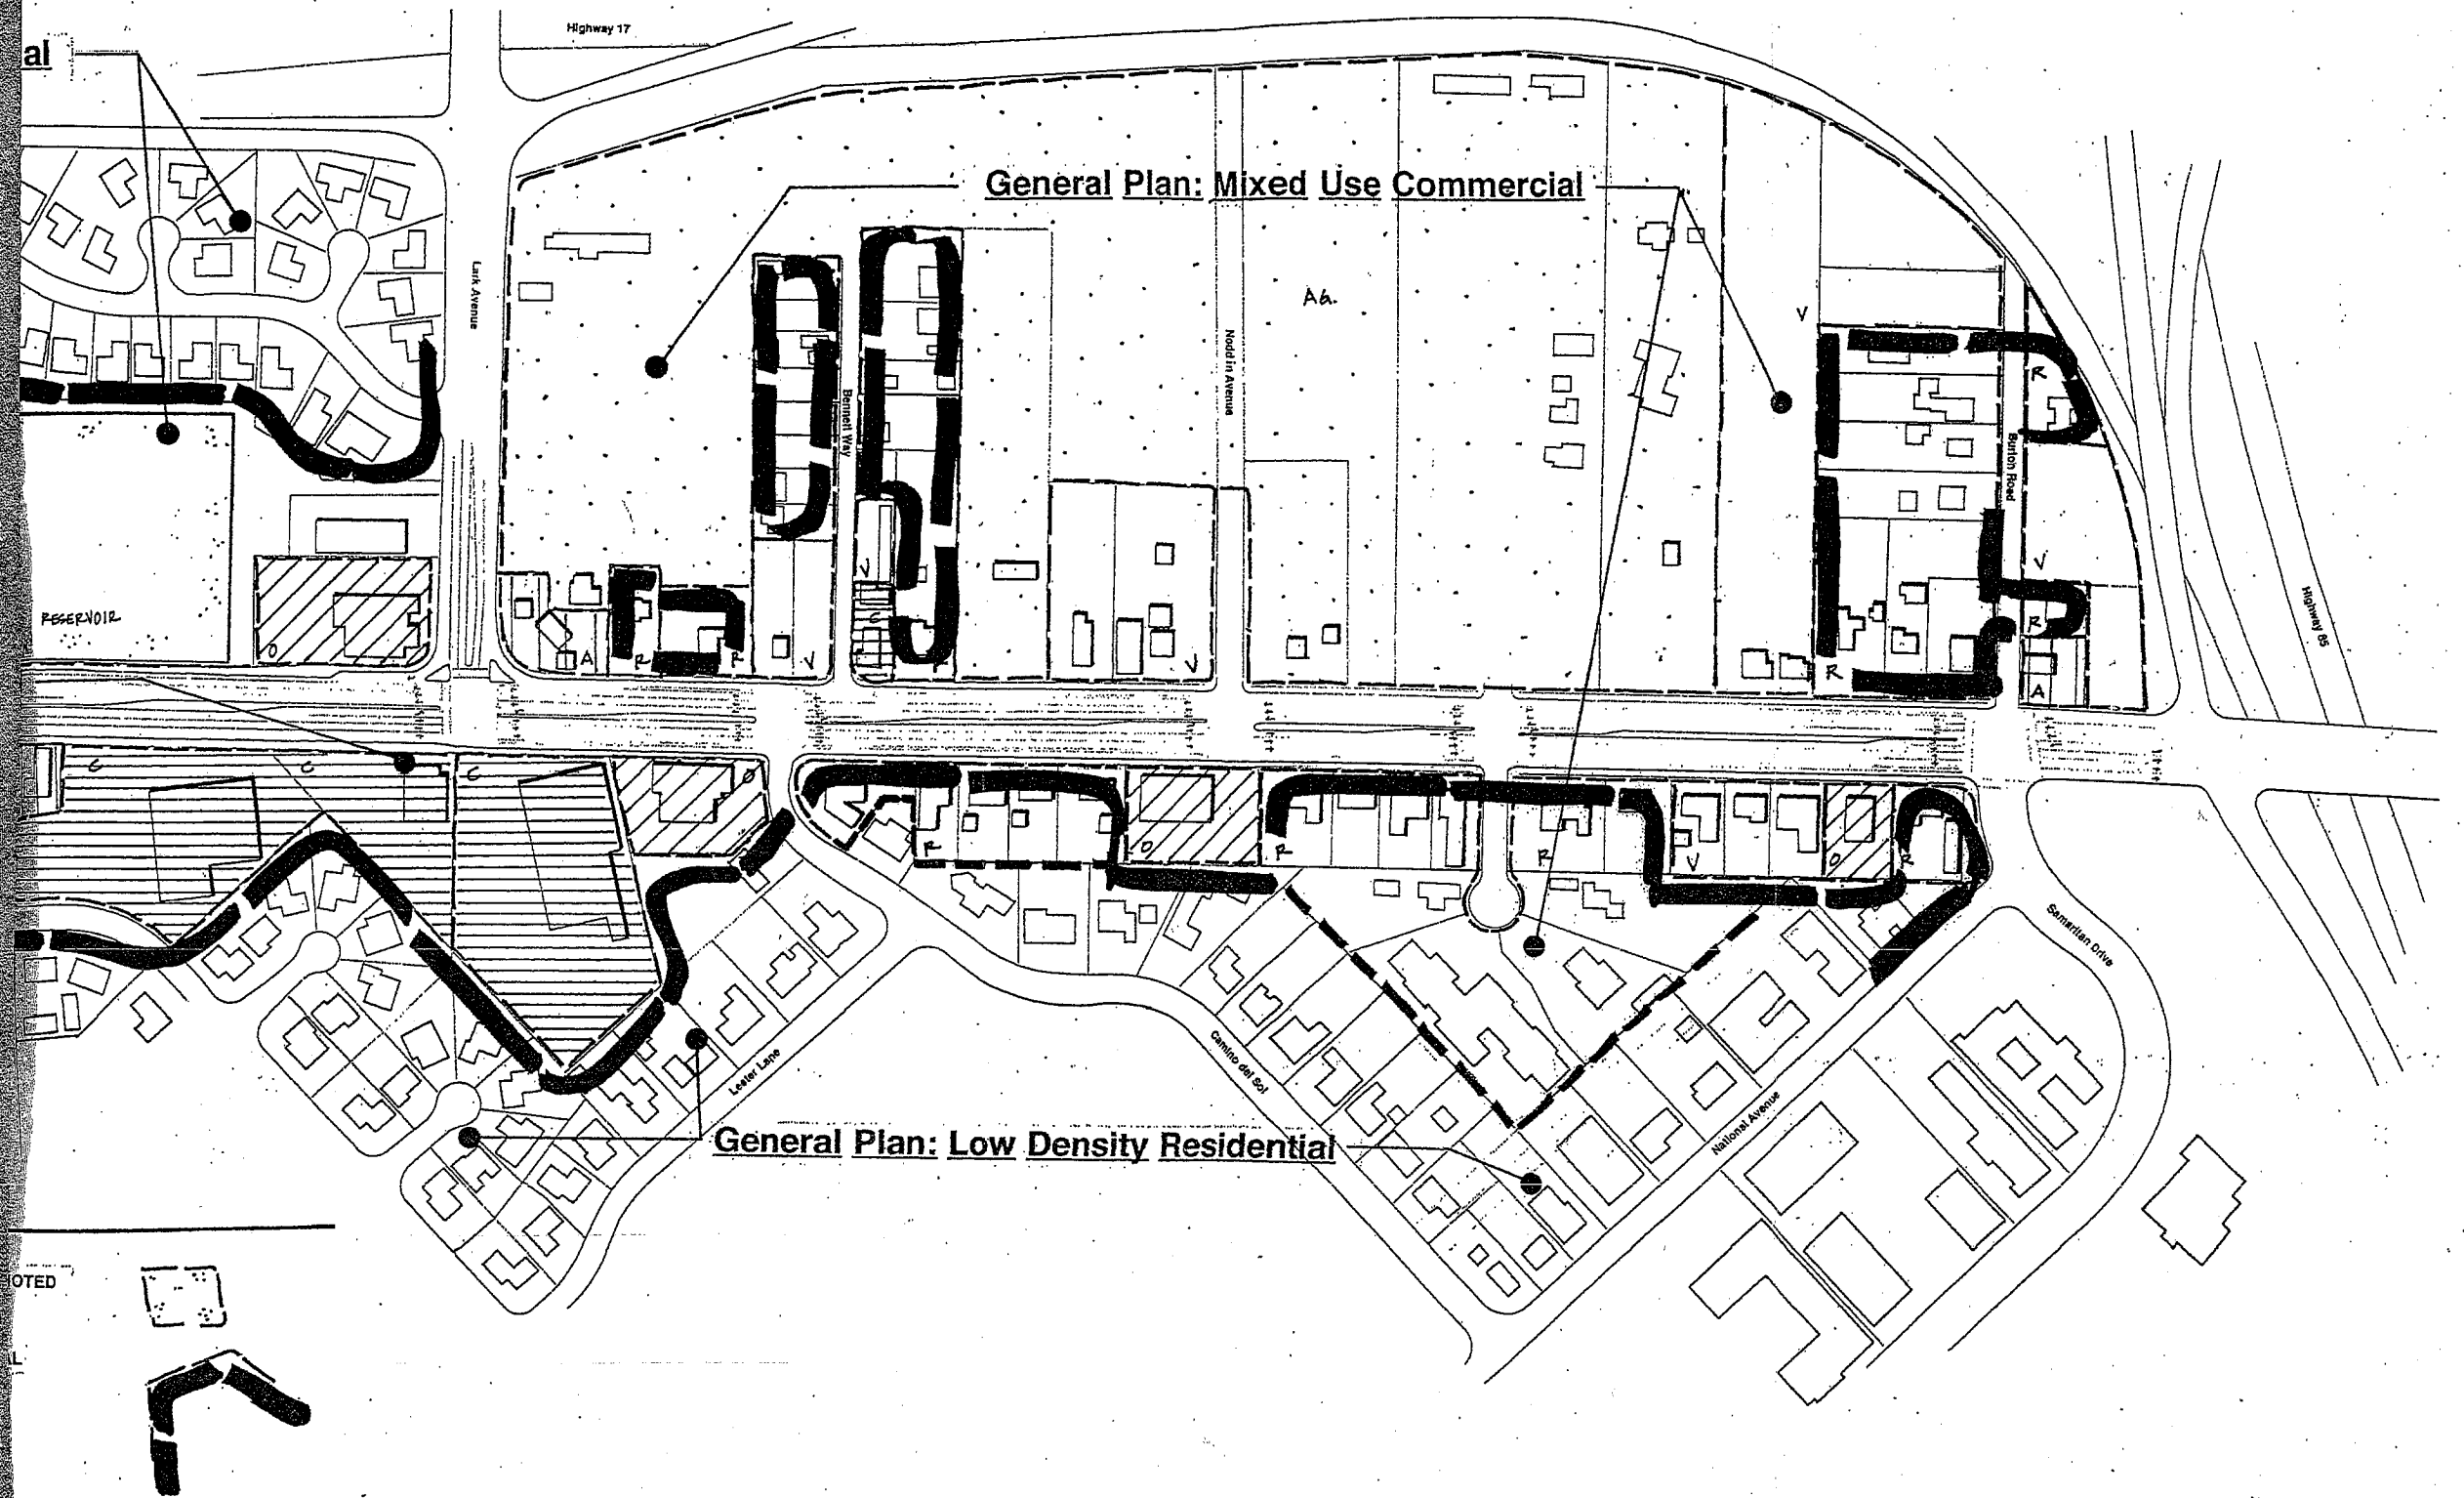 Highway 17
al
General Plan: Mixed Use Commercial
Lark Avenue
AG.
V
Noddin Avenue
R
Bennett Way
Burton Road
V
V
C
Highway 85
RESERVOIR
O
A
R
R
V
R
V
R
R
A
C
C
C
O
V
R
O
R
R
V
O
R
Samaritan Drive
Camino del Sol
Lester Lane
National Avenue
General Plan: Low Density Residential
OTED
L